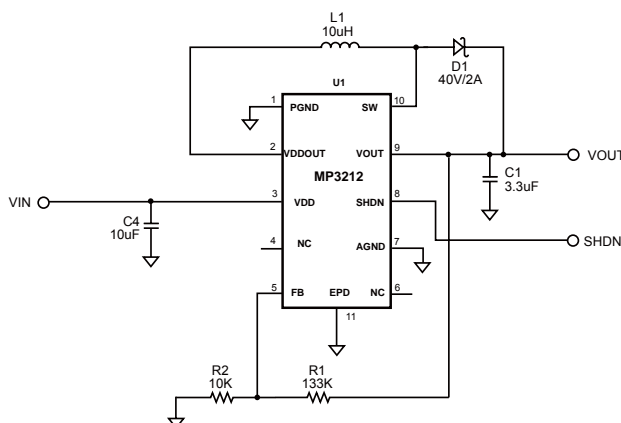 L1
10uH
D1
40V/2A
U1
1
PGND
SW
10
2
VDDOUT
VOUT
9
VOUT
MP3212
C1
3.3uF
VIN
3
VDD
SHDN
8
C4
10uF
SHDN
4
NC
AGND
7
5
FB
EPD
NC
6
11
R2
10K
R1
133K